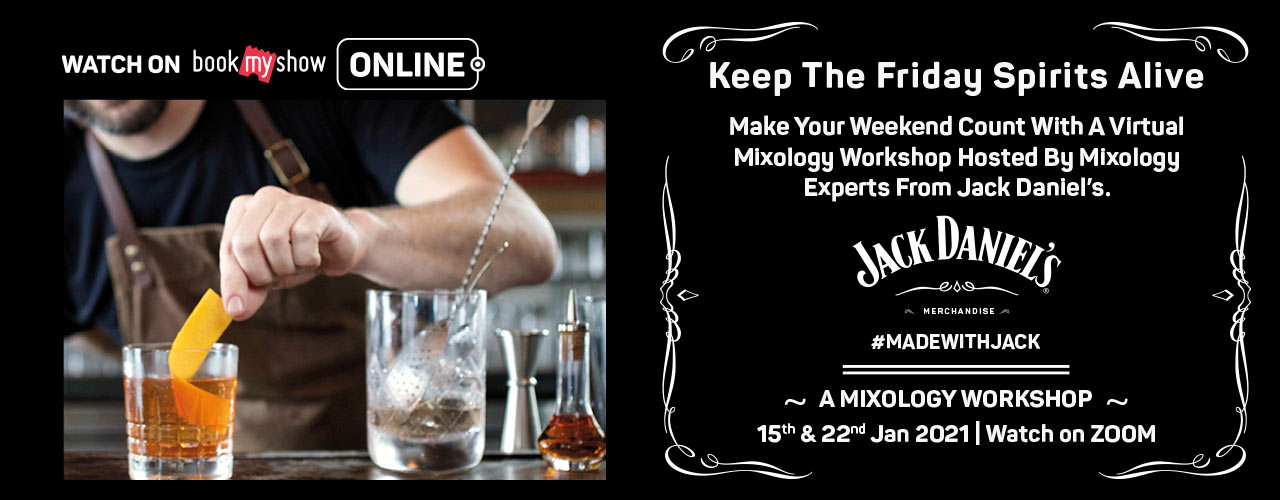 WATCH ON bookmyshow ONLINE
Keep The Friday Spirits Alive
Make Your Weekend Count With A Virtual
Mixology Workshop Hosted By Mixology
Experts From Jack Daniel's.
JACK DANIEL'S ®
MERCHANDISE
#MADEWITHJACK
~ A MIXOLOGY WORKSHOP ~
15th & 22nd Jan 2021 | Watch on ZOOM